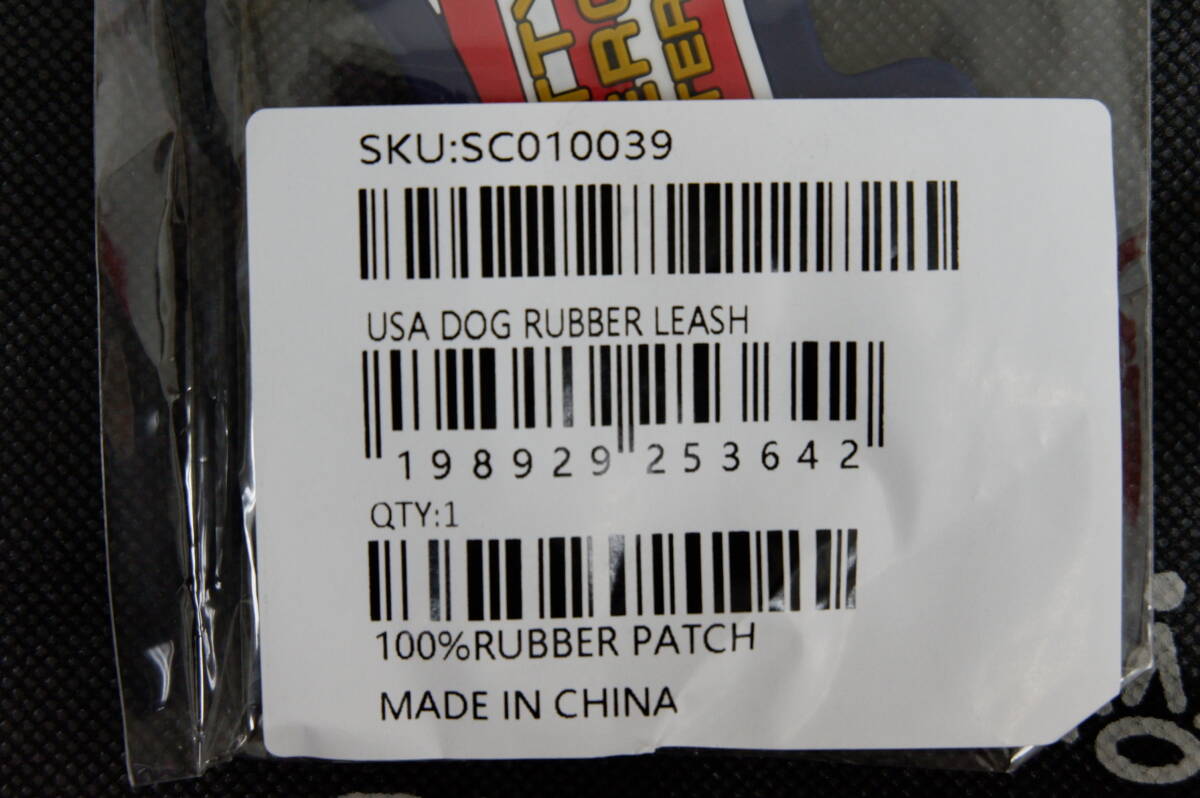 SKU:SC010039
USA DOG RUBBER LEASH
198929 253642
QTY:1
100%RUBBER PATCH
MADE IN CHINA